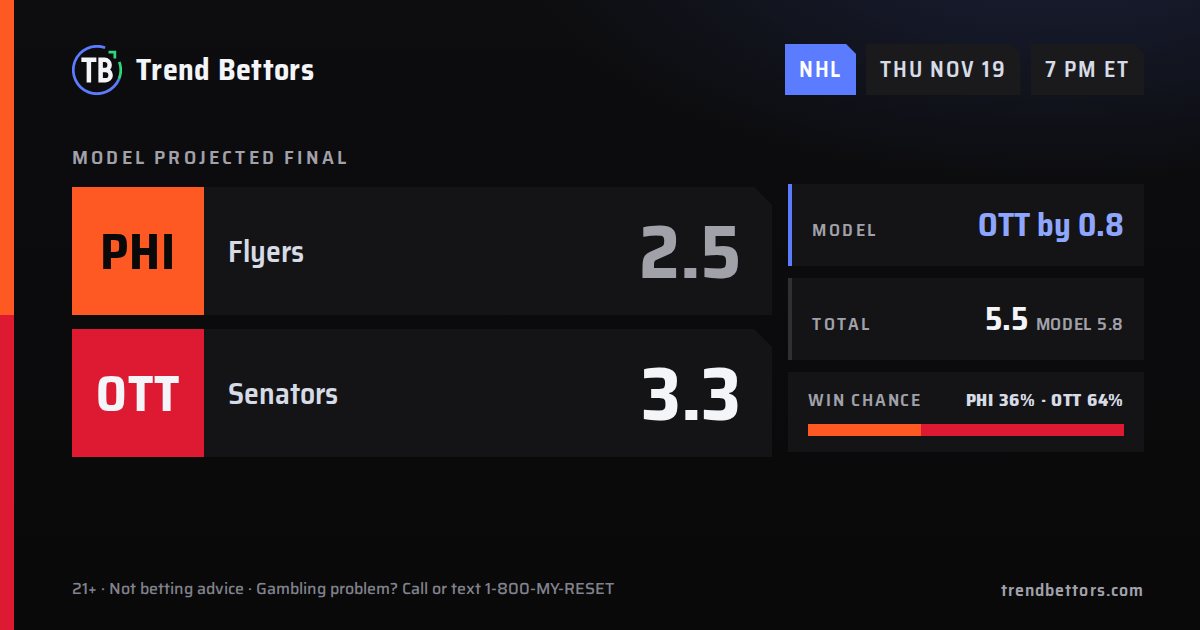 TB Trend Bettors
NHL THU NOV 19 7 PM ET
MODEL PROJECTED FINAL
PHI Flyers 2.5
OTT Senators 3.3
MODEL OTT by 0.8
TOTAL 5.5 MODEL 5.8
WIN CHANCE PHI 36% · OTT 64%
21+ · Not betting advice · Gambling problem? Call or text 1-800-MY-RESET
trendbettors.com